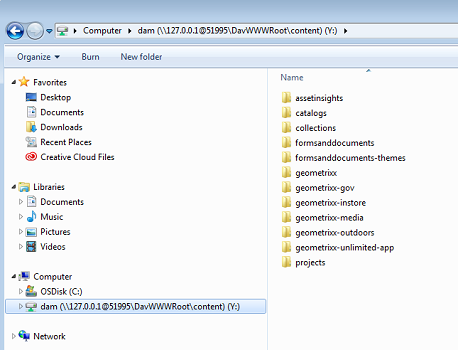 Computer dam (\\127.0.0.1@51995\DavWWWRoot\content) (Y:)
Organize Burn New folder
Favorites
Desktop
Documents
Downloads
Recent Places
Creative Cloud Files
Libraries
Documents
Music
Pictures
Videos
Computer
OSDisk (C:)
dam (\\127.0.0.1@51995\DavWWWRoot\content) (Y:)
Network
Name
assetinsights
catalogs
collections
formsanddocuments
formsanddocuments-themes
geometrixx
geometrixx-gov
geometrixx-instore
geometrixx-media
geometrixx-outdoors
geometrixx-unlimited-app
projects